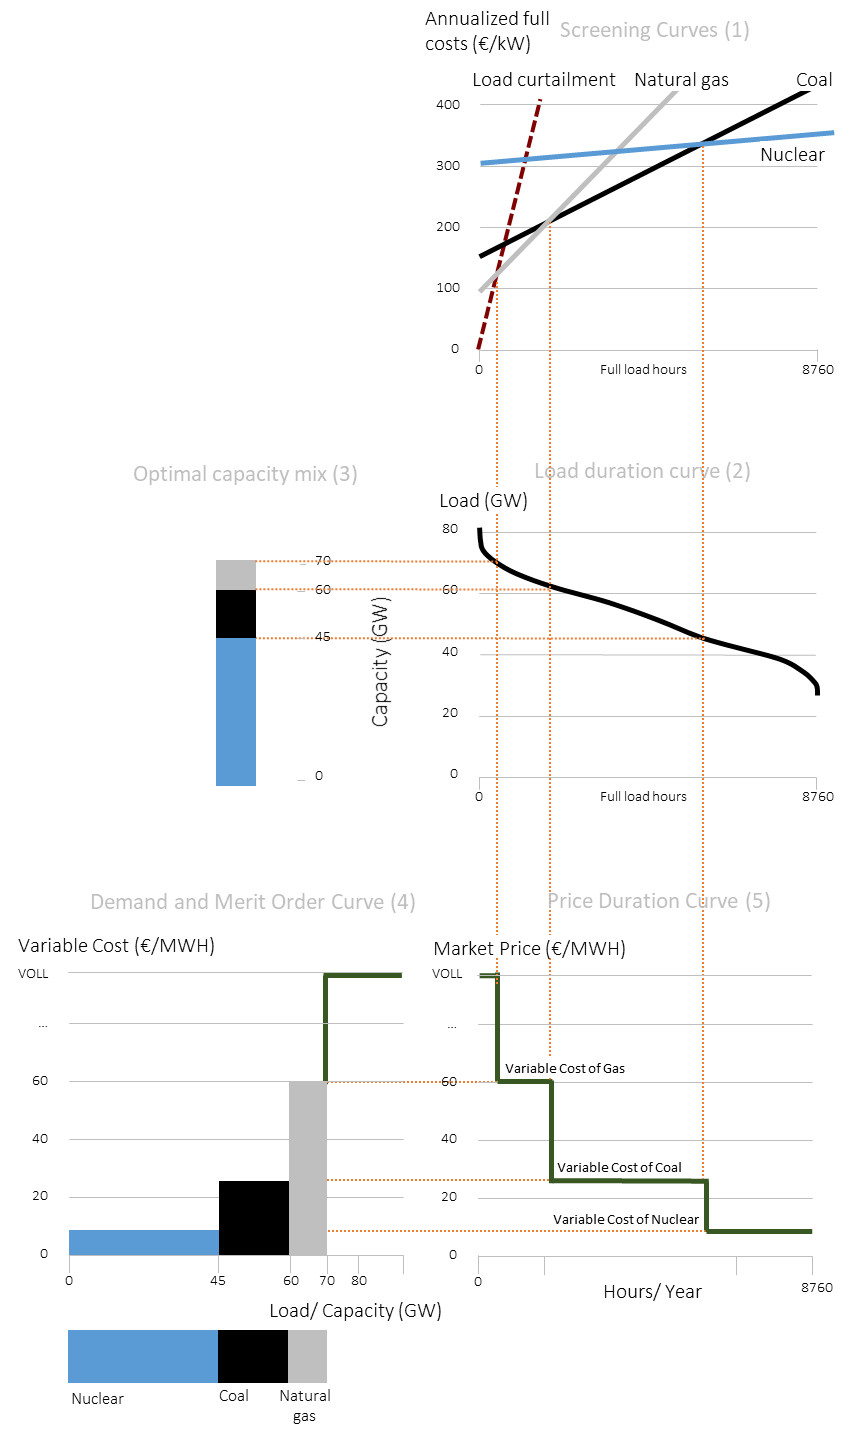 Annualized full
costs (€/kW)
Screening Curves (1)
Load curtailment
Natural gas
Coal
400
300
Nuclear
200
100
0
0
Full load hours
8760
Optimal capacity mix (3)
Load duration curve (2)
Load (GW)
80
60
40
20
0
0
Full load hours
8760
70
60
45
0
Capacity (GW)
Demand and Merit Order Curve (4)
Variable Cost (€/MWH)
VOLL
...
60
40
20
0
0
45
60
70
80
Load/ Capacity (GW)
Nuclear
Coal
Natural
gas
Price Duration Curve (5)
Market Price (€/MWH)
VOLL
...
Variable Cost of Gas
60
40
Variable Cost of Coal
20
Variable Cost of Nuclear
0
0
Hours/ Year
8760